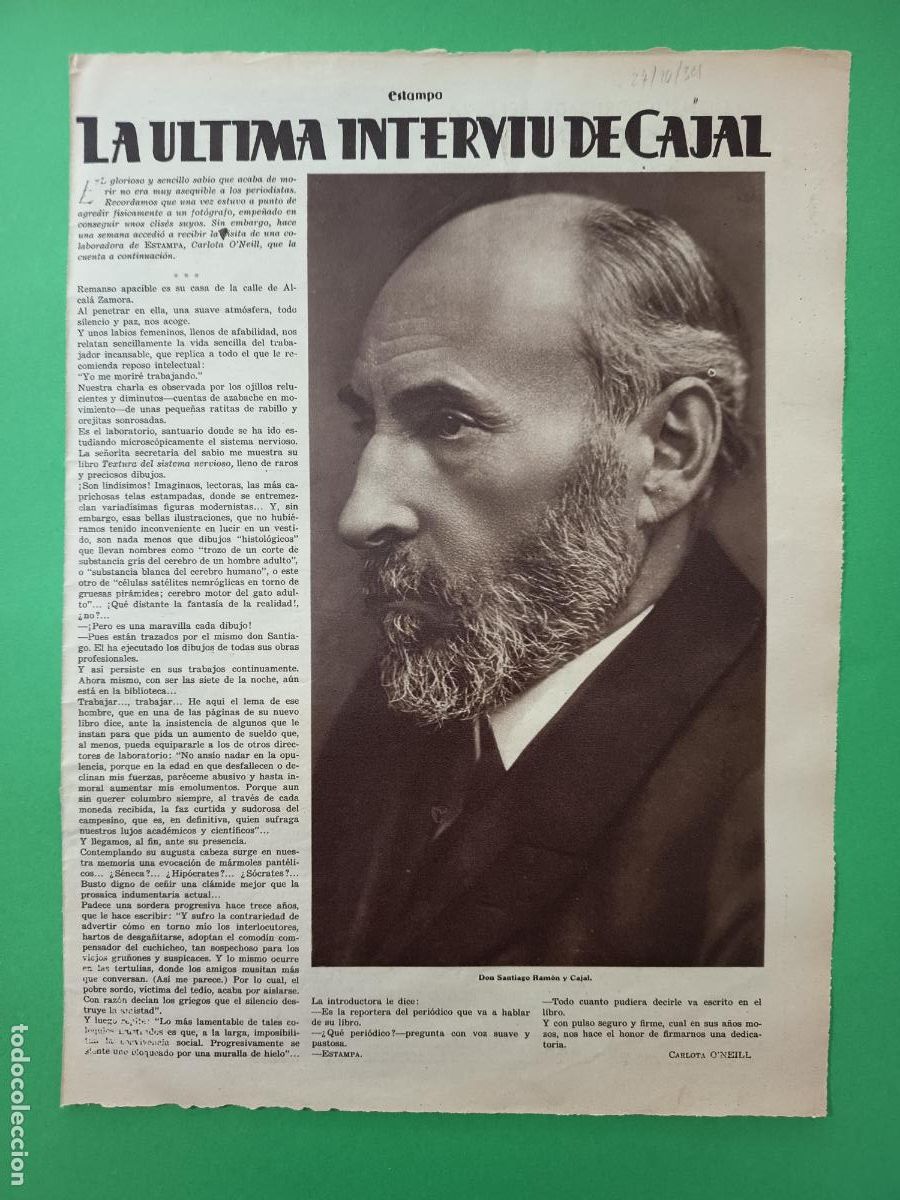 estampa
LA ULTIMA INTERVIU DE CAJAL
EL glorioso y sencillo sabio que acaba de mo-
rir no era muy asequible a los periodistas.
Recordamos que una vez estuvo a punto de
agredir físicamente a un fotógrafo, empeñado en
conseguir unos clisés suyos. Sin embargo, hace
una semana accedió a recibir la visita de una co-
laboradora de ESTAMPA, Carlota O'Neill, que la
cuenta a continuación.
* * *
Remanso apacible es su casa de la calle de Al-
calá Zamora.
Al penetrar en ella, una suave atmósfera, todo
silencio y paz, nos acoge.
Y unos labios femeninos, llenos de afabilidad, nos
relatan sencillamente la vida sencilla del traba-
jador incansable, que replica a todo el que le re-
comienda reposo intelectual:
"Yo me moriré trabajando."
Nuestra charla es observada por los ojillos relu-
cientes y diminutos—cuentas de azabache en mo-
vimiento—de unas pequeñas ratitas de rabillo y
orejitas sonrosadas.
Es el laboratorio, santuario donde se ha ido es-
tudiando microscópicamente el sistema nervioso.
La señorita secretaria del sabio me muestra su
libro Textura del sistema nervioso, lleno de raros
y preciosos dibujos.
¡Son lindísimos! Imaginaos, lectoras, las más ca-
prichosas telas estampadas, donde se entremez-
clan variadísimas figuras modernistas... Y, sin
embargo, esas bellas ilustraciones, que no hubié-
ramos tenido inconveniente en lucir en un vesti-
do, son nada menos que dibujos "histológicos"
que llevan nombres como "trozo de un corte de
substancia gris del cerebro de un hombre adulto",
o "substancia blanca del cerebro humano", o este
otro de "células satélites nemróglicas en torno de
gruesas pirámides; cerebro motor del gato adul-
to"... ¡Qué distante la fantasía de la realidad!,
¿no?...
—¡Pero es una maravilla cada dibujo!
—Pues están trazados por el mismo don Santia-
go. El ha ejecutado los dibujos de todas sus obras
profesionales.
Y así persiste en sus trabajos continuamente.
Ahora mismo, con ser las siete de la noche, aún
está en la biblioteca...
Trabajar..., trabajar... He aquí el lema de ese
hombre, que en una de las páginas de su nuevo
libro dice, ante la insistencia de algunos que le
instan para que pida un aumento de sueldo que,
al menos, pueda equipararle a los de otros direc-
tores de laboratorio: "No ansío nadar en la opu-
lencia, porque en la edad en que desfallecen o de-
clinan mis fuerzas, paréceme abusivo y hasta in-
moral aumentar mis emolumentos. Porque aun
sin querer columbro siempre, al través de cada
moneda recibida, la faz curtida y sudorosa del
campesino, que es, en definitiva, quien sufraga
nuestros lujos académicos y científicos"...
Y llegamos, al fin, ante su presencia.
Contemplando su augusta cabeza surge en nues-
tra memoria una evocación de mármoles pantéli-
cos... ¿Séneca?... ¿Hipócrates?... ¿Sócrates?...
Busto digno de ceñir una clámide mejor que la
prosaica indumentaria actual...
Padece una sordera progresiva hace trece años,
que le hace escribir: "Y sufro la contrariedad de
advertir cómo en torno mío los interlocutores,
hartos de desgañitarse, adoptan el comodín com-
pensador del cuchicheo, tan sospechoso para los
viejos gruñones y suspicaces. Y lo mismo ocurre
en las tertulias, donde los amigos musitan más
que conversan. (Así me parece.) Por lo cual, el
pobre sordo, víctima del tedio, acaba por aislarse.
Con razón decían los griegos que el silencio des-
truye la amistad".
Y luego repite: "Lo más lamentable de tales co-
es que, a la larga, imposibili-
tan la convivencia social. Progresivamente se
siente uno bloqueado por una muralla de hielo"...
Don Santiago Ramón y Cajal.
La introductora le dice:
—Es la reportera del periódico que va a hablar
de su libro.
—¿Qué periódico?—pregunta con voz suave y
pastosa.
—ESTAMPA.
—Todo cuanto pudiera decirle va escrito en el
libro.
Y con pulso seguro y firme, cual en sus años mo-
zos, nos hace el honor de firmarnos una dedica-
toria.
CARLOTA O'NEILL
todocoleccion